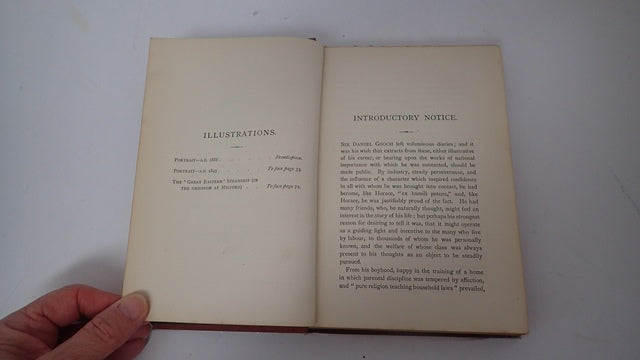 ILLUSTRATIONS.
PORTRAIT—A.D. 1888 . . . . Frontispiece.
PORTRAIT—A.D. 1845 . . . To face page 33.
THE "GREAT EASTERN" STEAMSHIP ON
THE GRIDIRON AT MILFORD . To face page 72.
INTRODUCTORY NOTICE.
SIR DANIEL GOOCH left voluminous diaries; and it
was his wish that extracts from these, either illustrative
of his career, or bearing upon the works of national
importance with which he was connected, should be
made public. By industry, steady perseverance, and
the influence of a character which inspired confidence
in all with whom he was brought into contact, he had
become, like Horace, "ex humili potens," and, like
Horace, he was justifiably proud of the fact. He had
many friends, who, he naturally thought, might feel an
interest in the story of his life; but perhaps his strongest
reason for desiring to tell it was, that it might operate
as a guiding light and incentive to the many who live
by labour, to thousands of whom he was personally
known, and the welfare of whose class was always
present to his thoughts as an object to be steadily
pursued.
From his boyhood, happy in the training of a home
in which parental discipline was tempered by affection,
and "pure religion teaching household laws" prevailed,